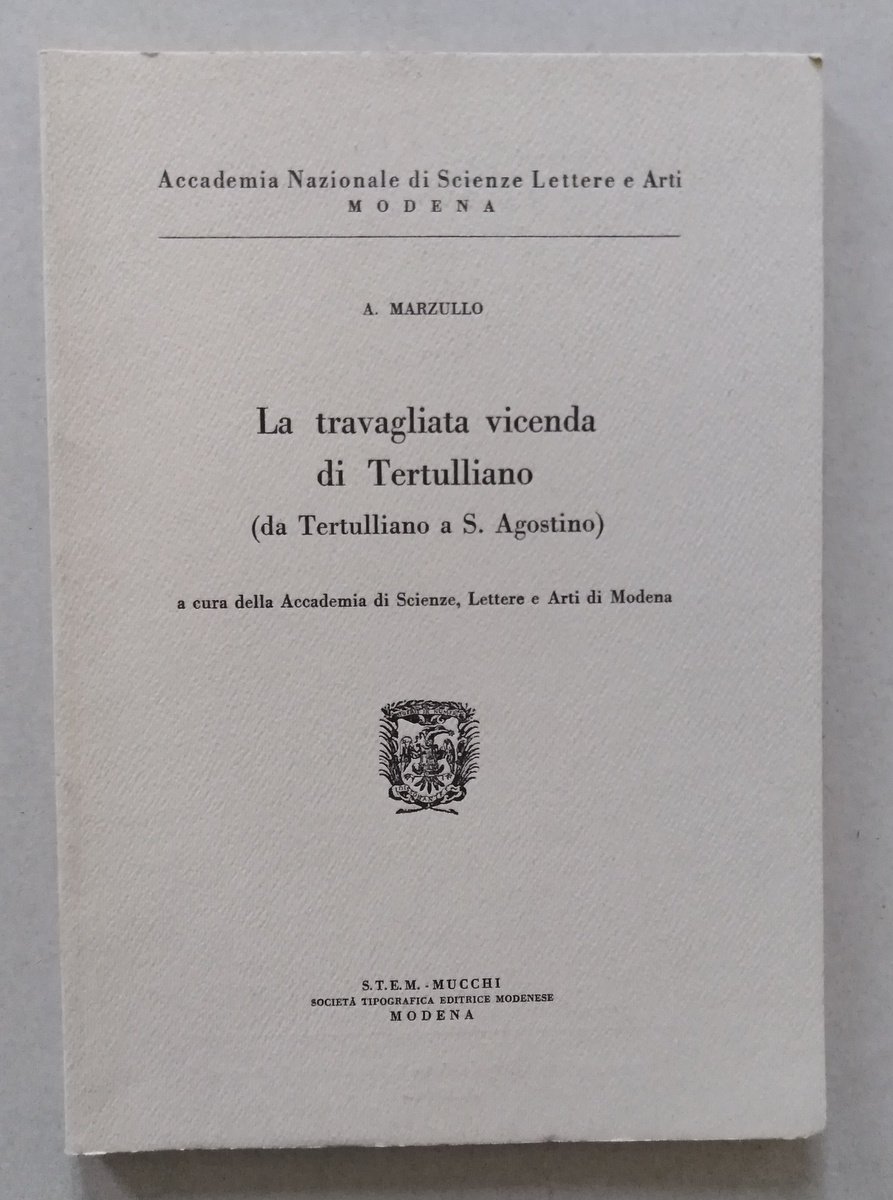 Accademia Nazionale di Scienze Lettere e Arti
MODENA
A. MARZULLO
La travagliata vicenda
di Tertulliano
(da Tertulliano a S. Agostino)
a cura della Accademia di Scienze, Lettere e Arti di Modena
S.T.E.M. - MUCCHI
SOCIETÀ TIPOGRAFICA EDITRICE MODENESE
MODENA